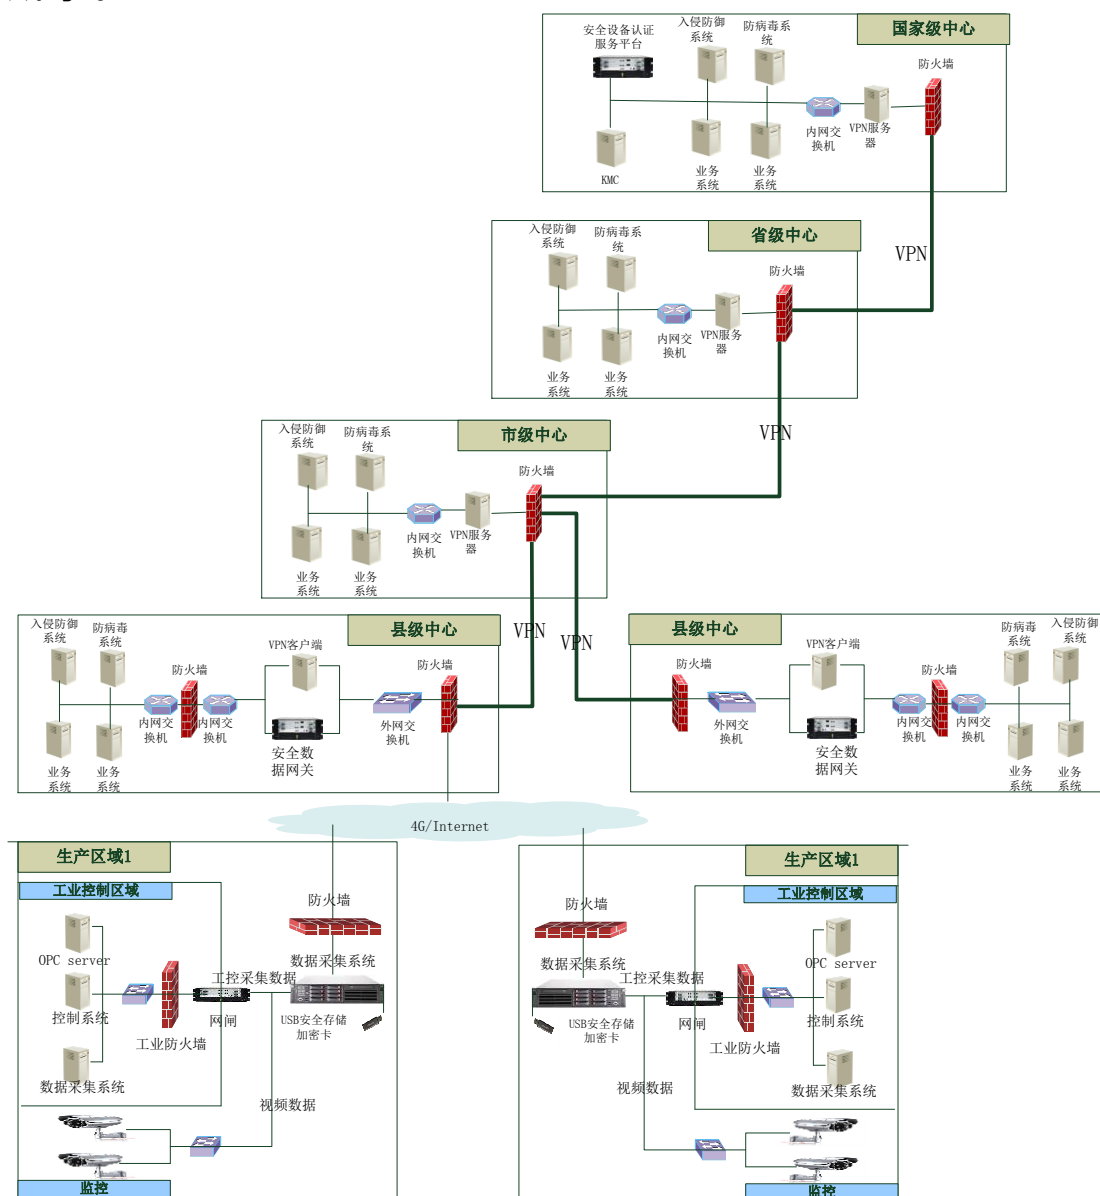 国家级中心
安全设备认证
服务平台
入侵防御
系统
防病毒系
统
防火墙
内网交
换机
VPN服务
器
KMC
业务
系统
业务
系统
VPN
省级中心
入侵防御
系统
防病毒系
统
防火墙
内网交
换机
VPN服务
器
业务
系统
业务
系统
VPN
市级中心
入侵防御
系统
防病毒系
统
防火墙
内网交
换机
VPN服务
器
业务
系统
业务
系统
VPN
VPN
县级中心
入侵防御
系统
防病毒
系统
防火墙
VPN客户端
防火墙
内网交
换机
内网交
换机
外网交
换机
安全数
据网关
业务
系统
业务
系统
县级中心
防火墙
VPN客户端
防火墙
防病毒
系统
入侵防御
系统
外网交
换机
安全数
据网关
内网交
换机
内网交
换机
业务
系统
业务
系统
4G/Internet
生产区域1
工业控制区域
OPC server
控制系统
数据采集系统
工业防火墙
网闸
工控采集数据
防火墙
数据采集系统
USB安全存储
加密卡
视频数据
监控
生产区域1
工业控制区域
防火墙
数据采集系统
工控采集数据
USB安全存储
加密卡
网闸
工业防火墙
OPC server
控制系统
数据采集系统
视频数据
监控